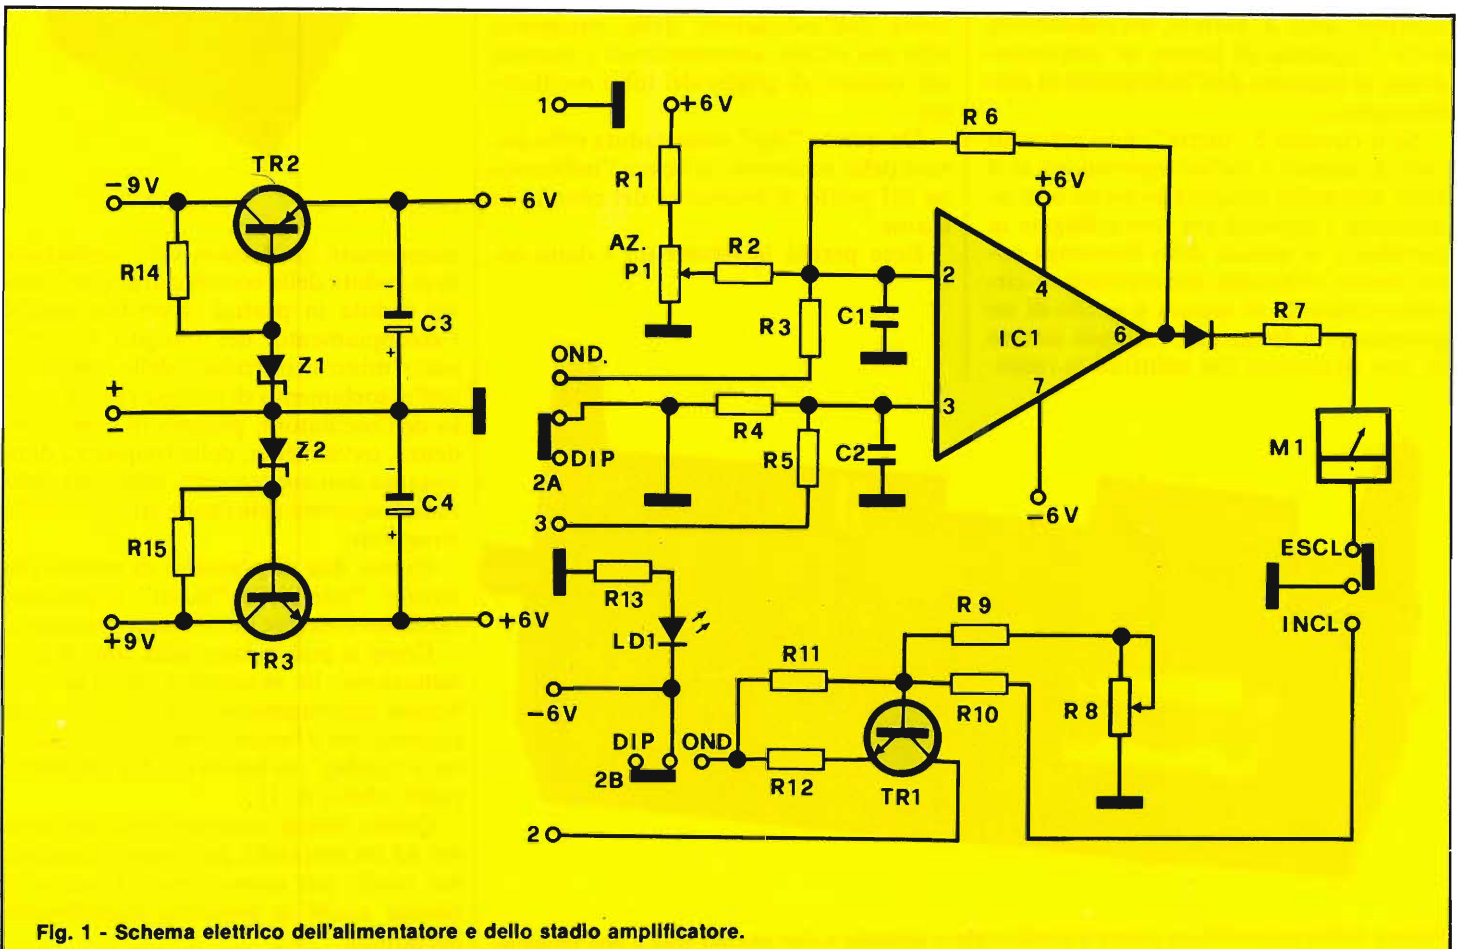 1
+6V
R6
TR2
-9V
-6V
R1
+6V
AZ.
P1
R2
R14
2
4
−
C3
+
R3
C1
IC1
6
R7
Z1
OND.
+
−
7
3
R4
Z2
DIP
2A
R5
C2
M1
−
C4
+
-6V
3
R15
ESCL
R13
R9
INCL
+9V
+6V
TR3
LD1
R11
-6V
R10
R8
DIP
OND
2B
R12
TR1
2
Fig. 1 - Schema elettrico dell'alimentatore e dello stadio amplificatore.